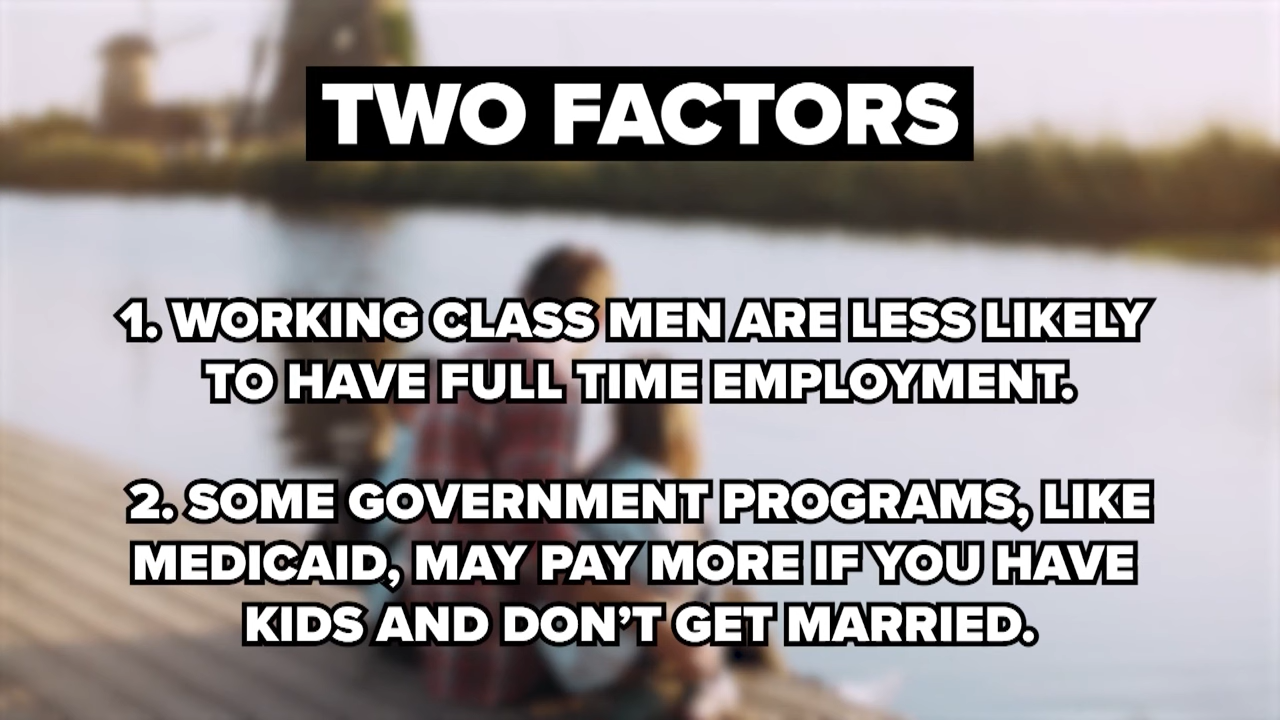 TWO FACTORS
1. WORKING CLASS MEN ARE LESS LIKELY
TO HAVE FULL TIME EMPLOYMENT.
2. SOME GOVERNMENT PROGRAMS, LIKE
MEDICAID, MAY PAY MORE IF YOU HAVE
KIDS AND DON’T GET MARRIED.